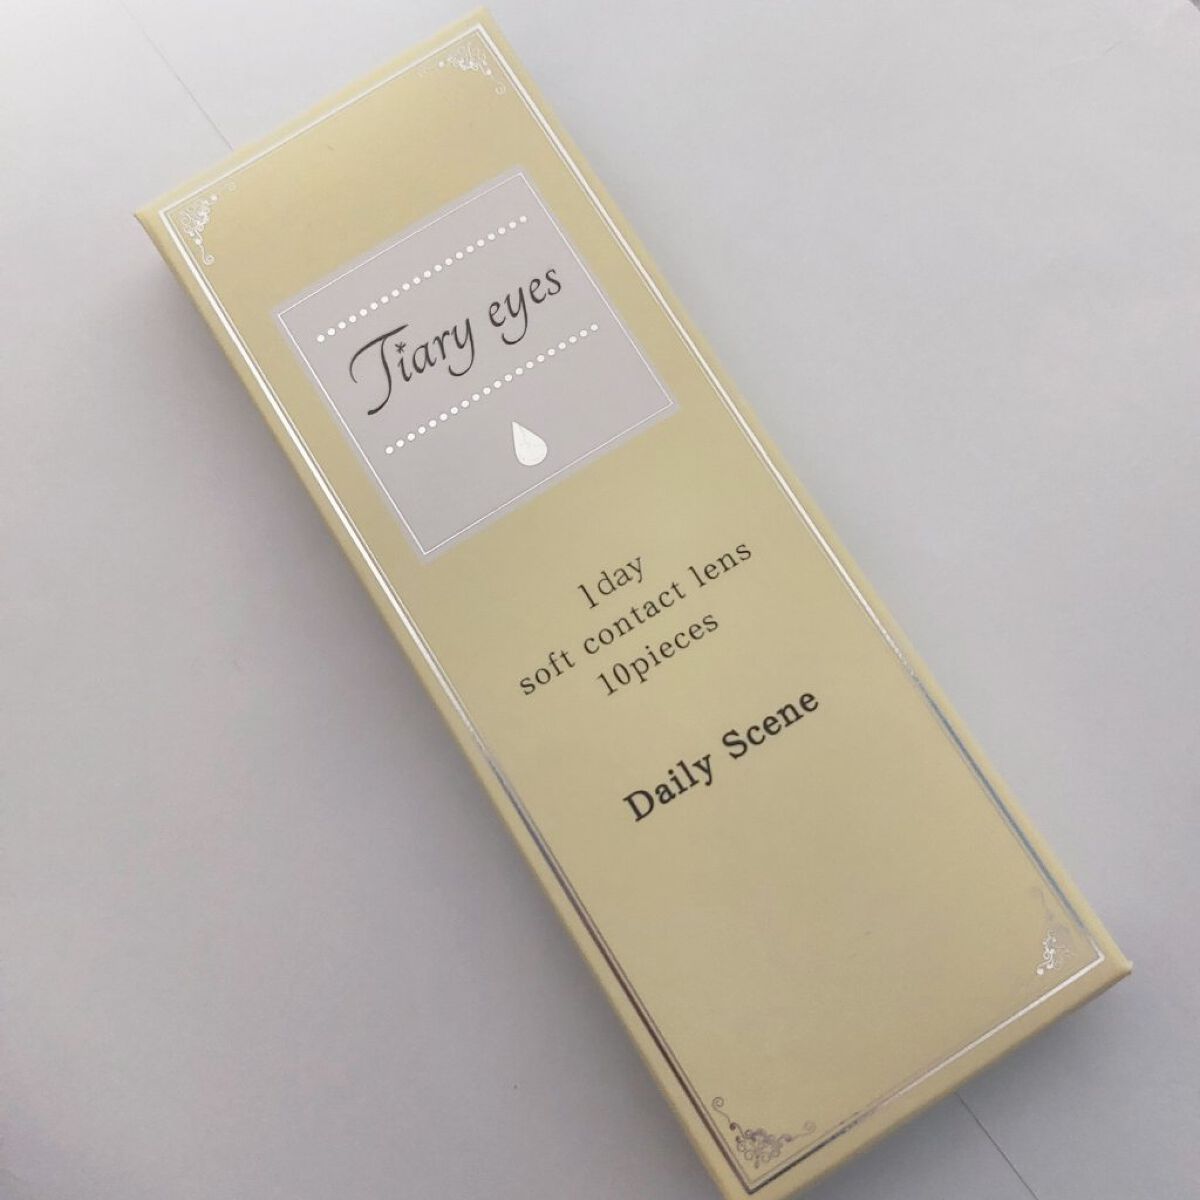 Tiary eyes
1day
soft contact lens
10pieces
Daily Scene